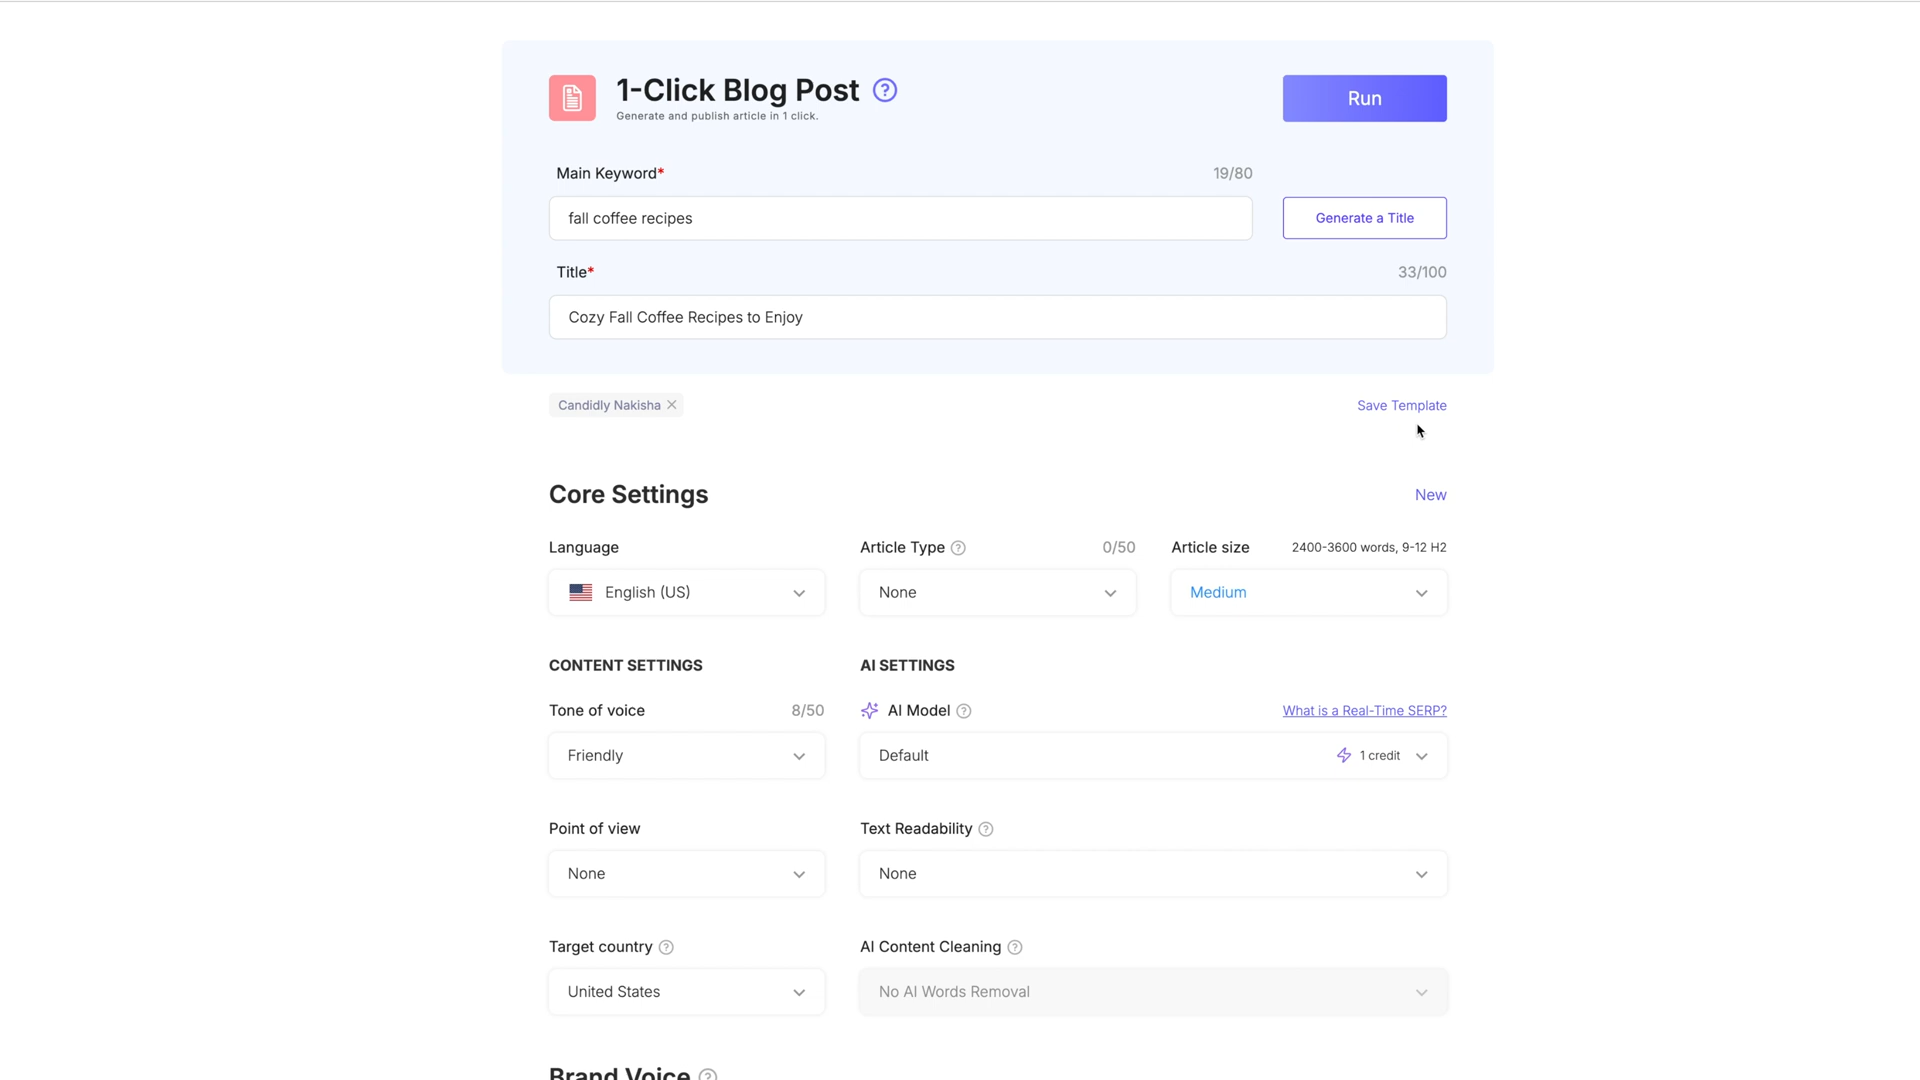 1-Click Blog Post
Generate and publish article in 1 click.
Run
Main Keyword*
19/80
fall coffee recipes
Generate a Title
Title*
33/100
Cozy Fall Coffee Recipes to Enjoy
Candidly Nakisha
Save Template
Core Settings
New
Language
Article Type
0/50
Article size
2400-3600 words, 9-12 H2
English (US)
None
Medium
CONTENT SETTINGS
AI SETTINGS
Tone of voice
8/50
AI Model
What is a Real-Time SERP?
Friendly
Default
1 credit
Point of view
Text Readability
None
None
Target country
AI Content Cleaning
United States
No AI Words Removal
Brand Voice